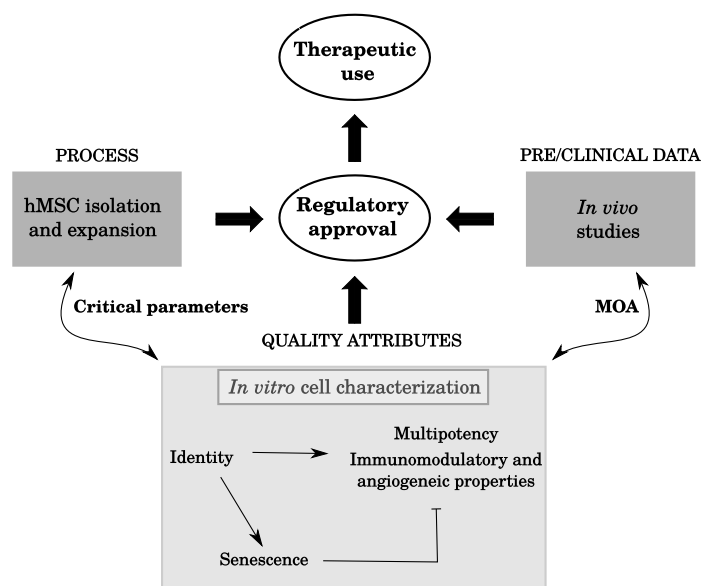 Therapeutic
use
PROCESS
PRE/CLINICAL DATA
hMSC isolation
and expansion
Regulatory
approval
In vivo
studies
Critical parameters
MOA
QUALITY ATTRIBUTES
In vitro cell characterization
Multipotency
Identity
Immunomodulatory and
angiogeneic properties
Senescence